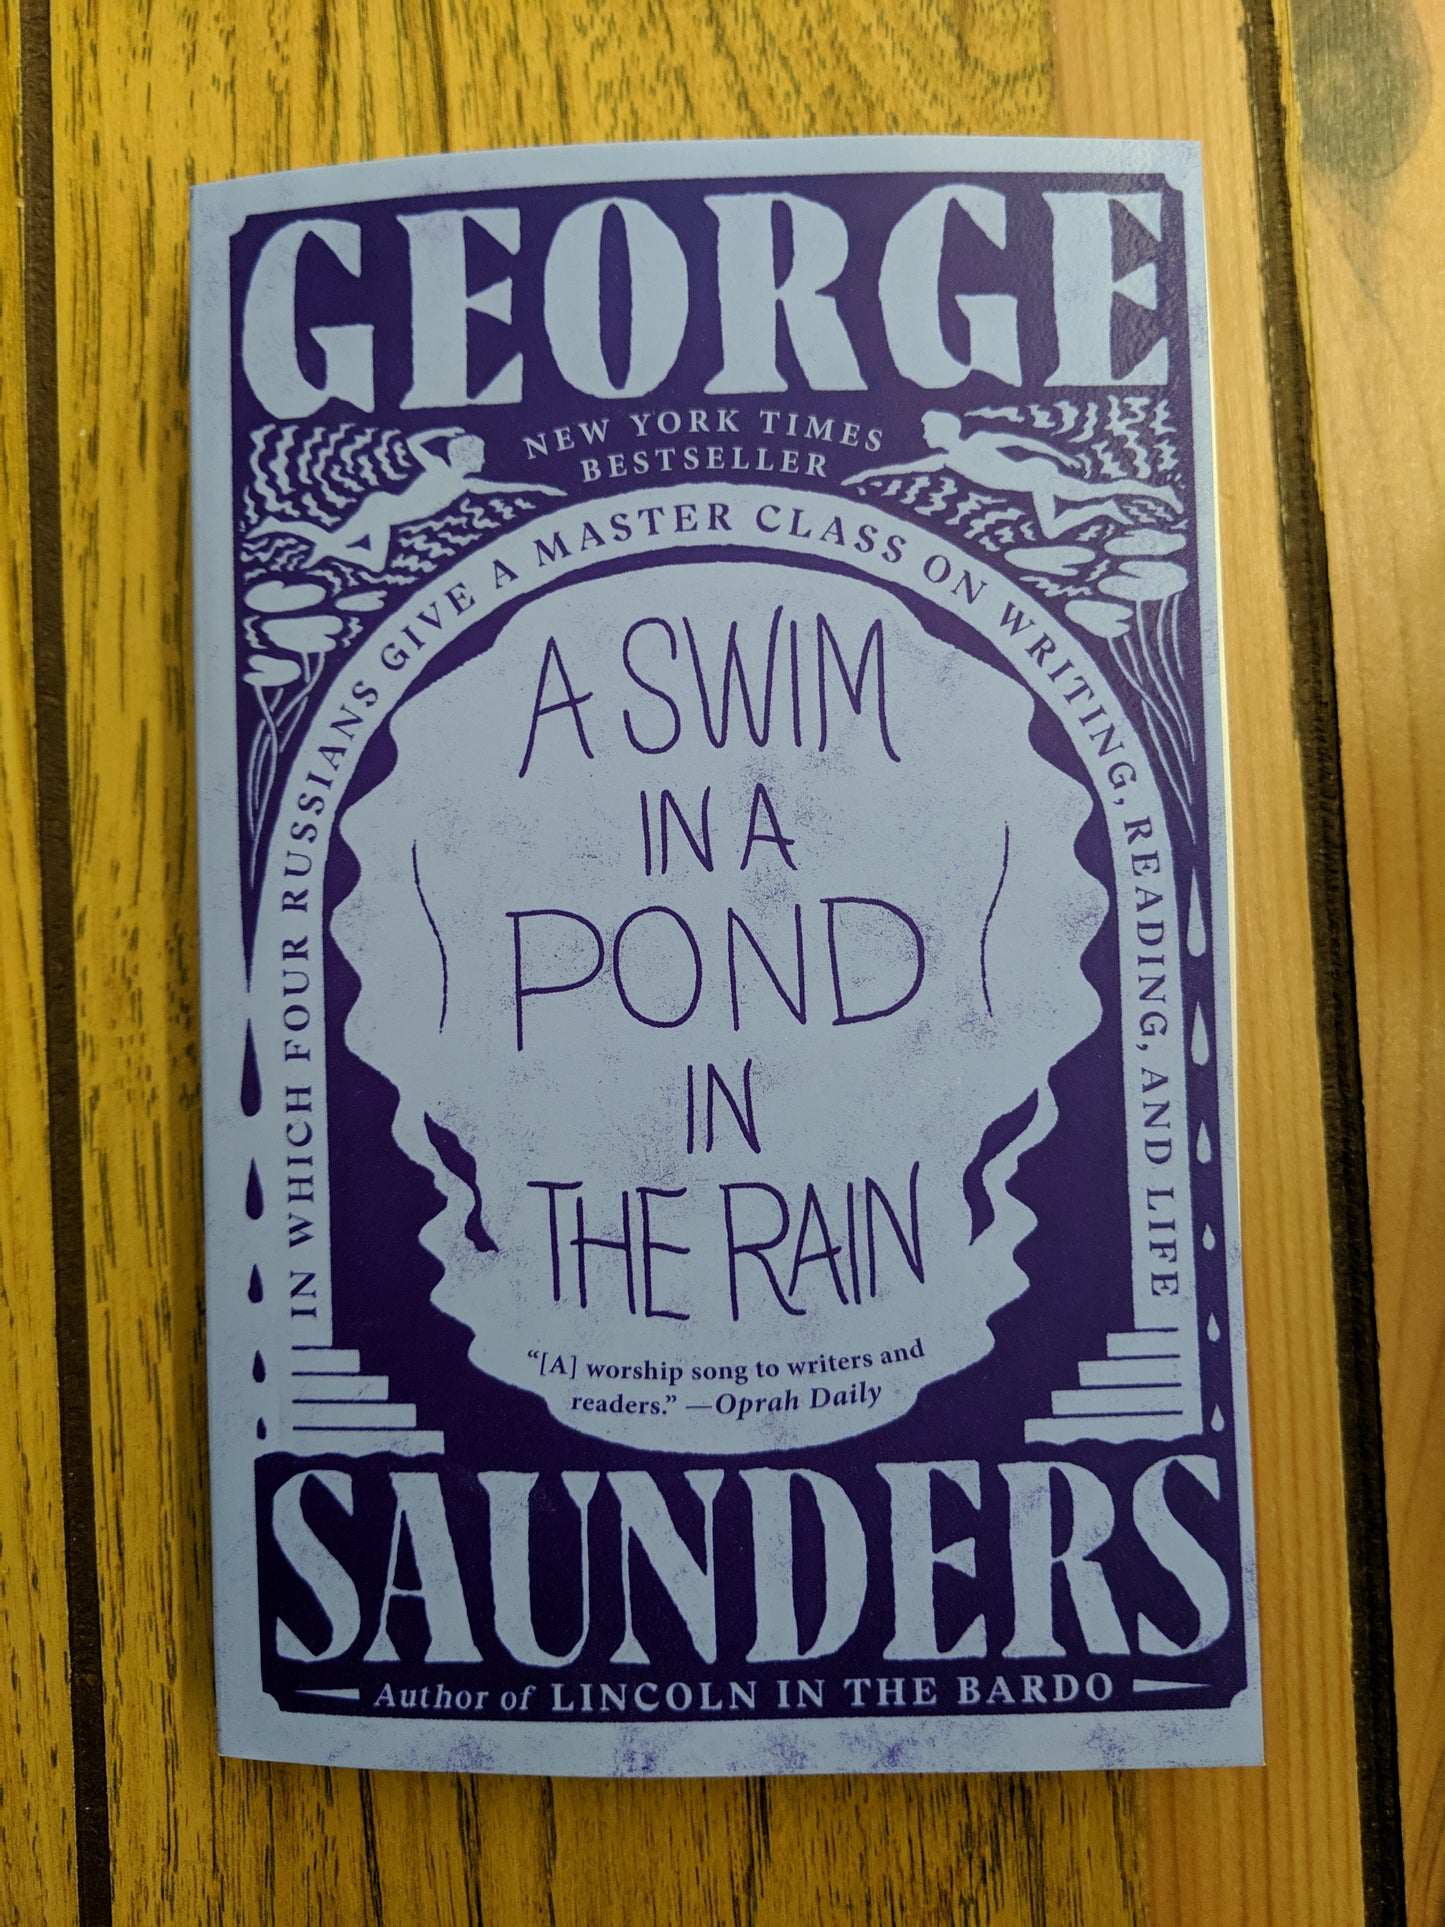 GEORGE
NEW YORK TIMES
BESTSELLER
IN WHICH FOUR RUSSIANS GIVE A MASTER CLASS ON WRITING, READING, AND LIFE
A SWIM
IN A
POND
IN
THE RAIN
“[A] worship song to writers and
readers.” —Oprah Daily
SAUNDERS
Author of LINCOLN IN THE BARDO